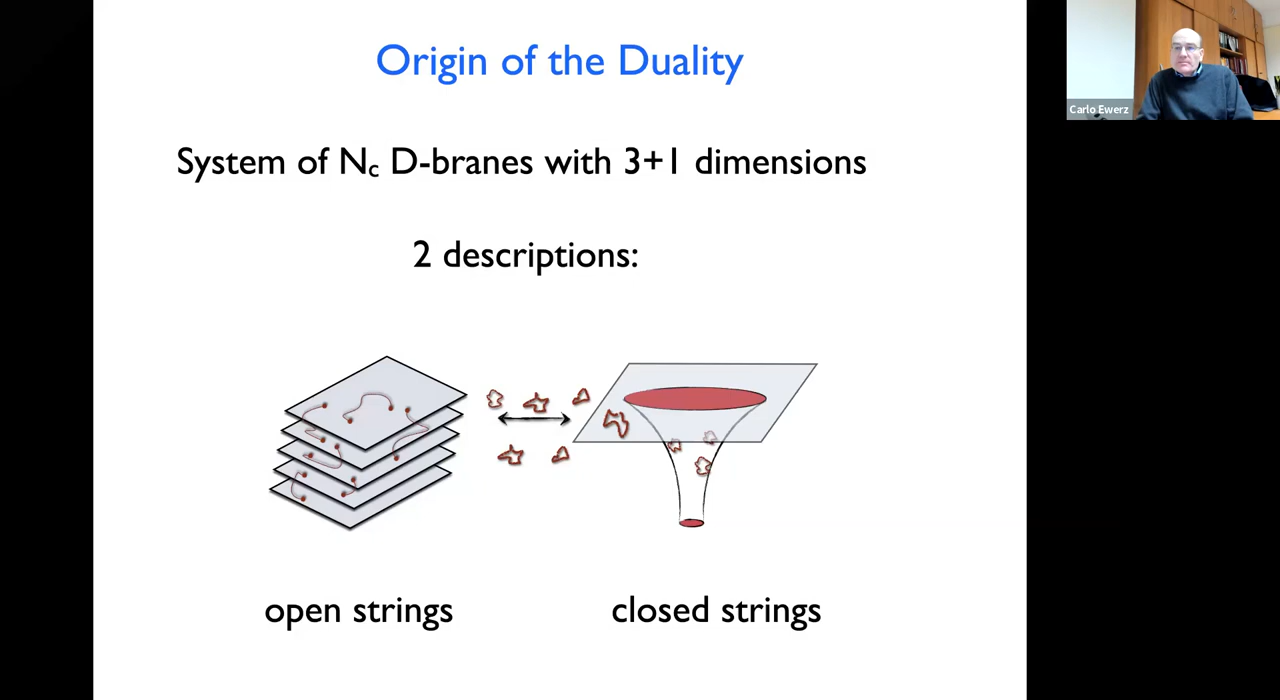 Origin of the Duality
Carlo Ewerz
System of Nc D-branes with 3+1 dimensions
2 descriptions:
open strings
closed strings